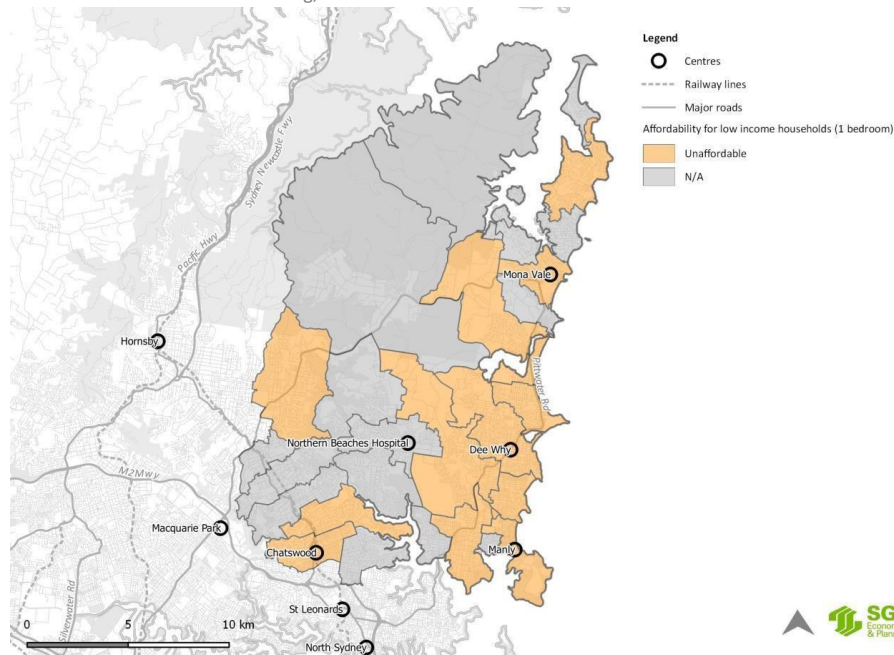 Legend
Centres
Railway lines
Major roads
Affordability for low income households (1 bedroom)
Unaffordable
N/A
Sydney Newcastle Fwy
Pacific Hwy
Mona Vale
Hornsby
Pittwater Rd
Northern Beaches Hospital
Dee Why
M2Mwy
Macquarie Park
Chatswood
Manly
Silverwater Rd
St Leonards
North Sydney
0 5 10 km
SG
Econom
& Plann